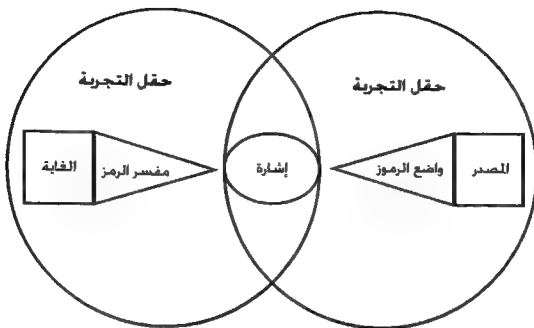 حقل التجربة
حقل التجربة
المصدر
واضع الرموز
إشارة
مفسر الرمز
الغاية